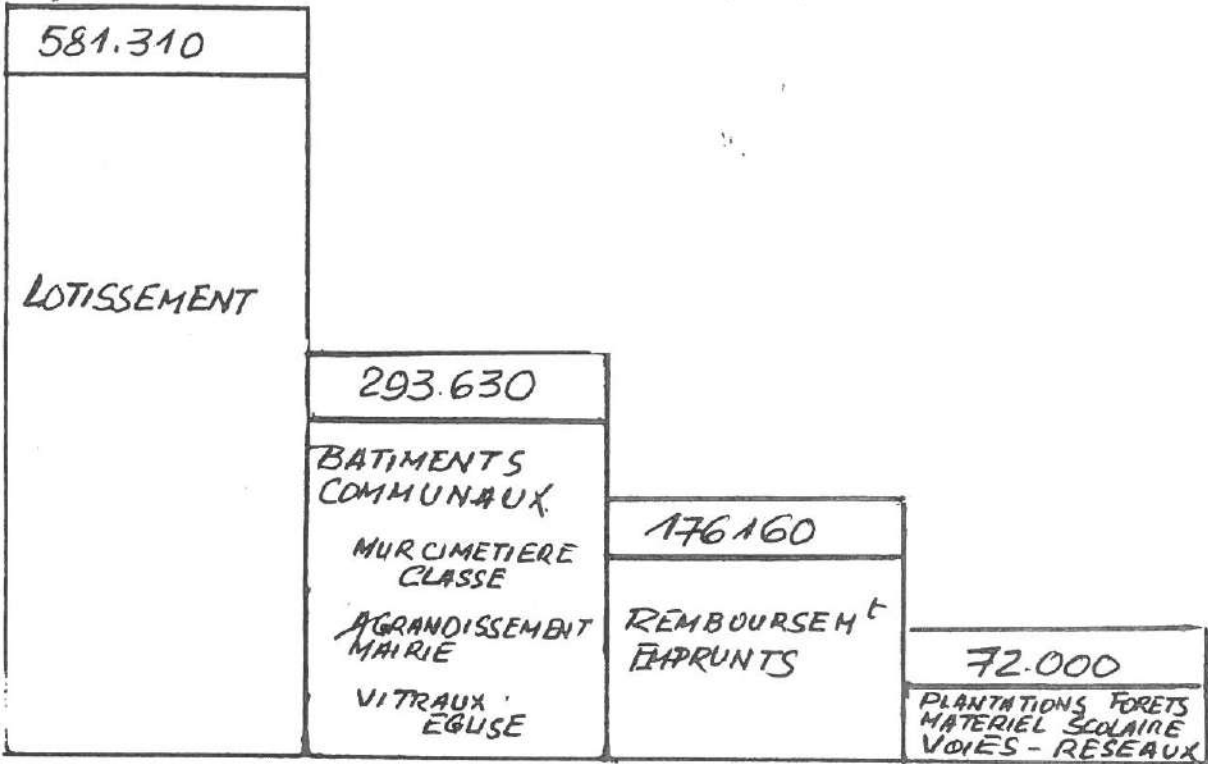 581.310
LOTISSEMENT
293.630
BATIMENTS
COMMUNAUX
MUR CIMETIERE
CLASSE
AGRANDISSEMENT
MAIRIE
VITRAUX
EGLISE
176160
REMBOURSEMt
EMPRUNTS
72.000
PLANTATIONS FORETS
MATERIEL SCOLAIRE
VOIES - RESEAUX